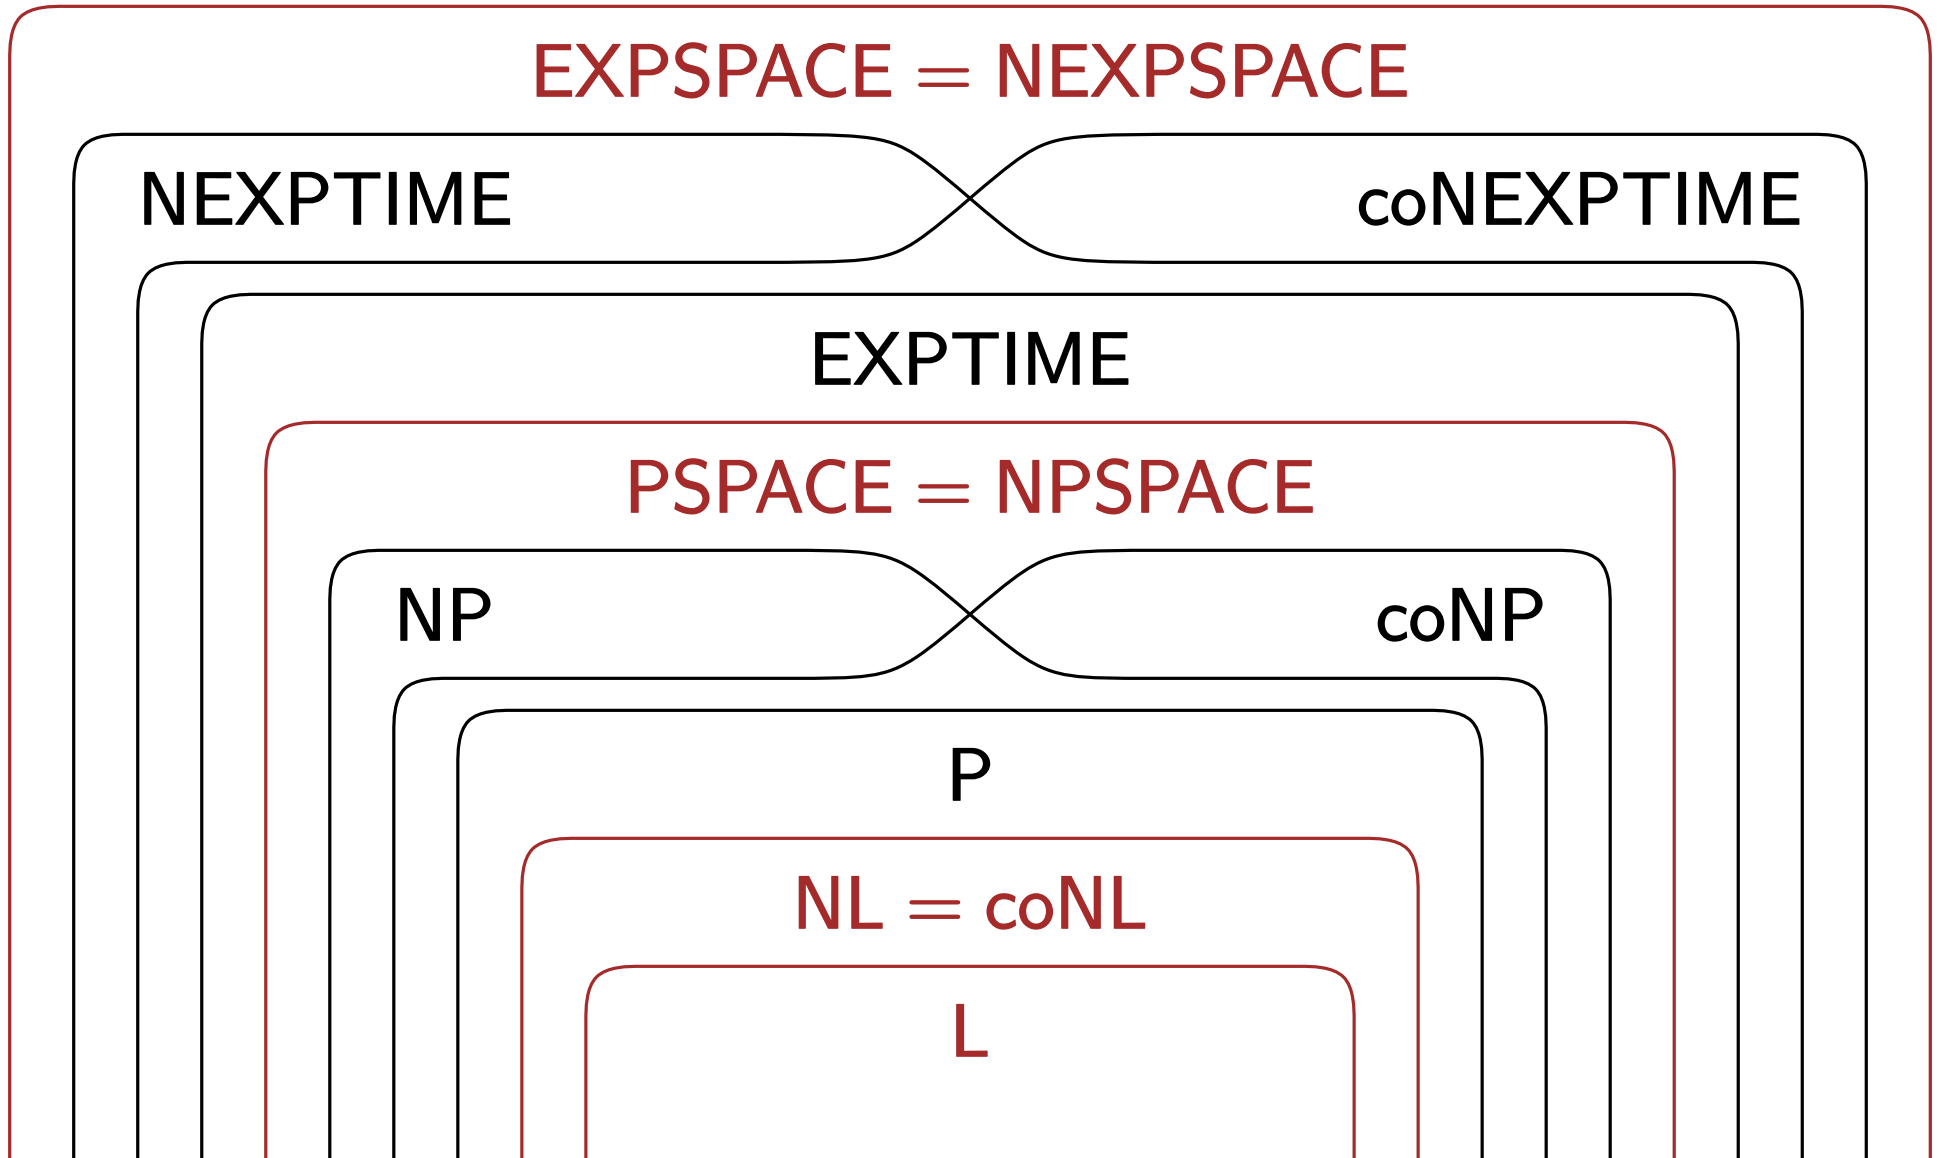 EXPSPACE = NEXPSPACE
NEXPTIME coNEXPTIME
EXPTIME
PSPACE = NPSPACE
NP coNP
P
NL = coNL
L